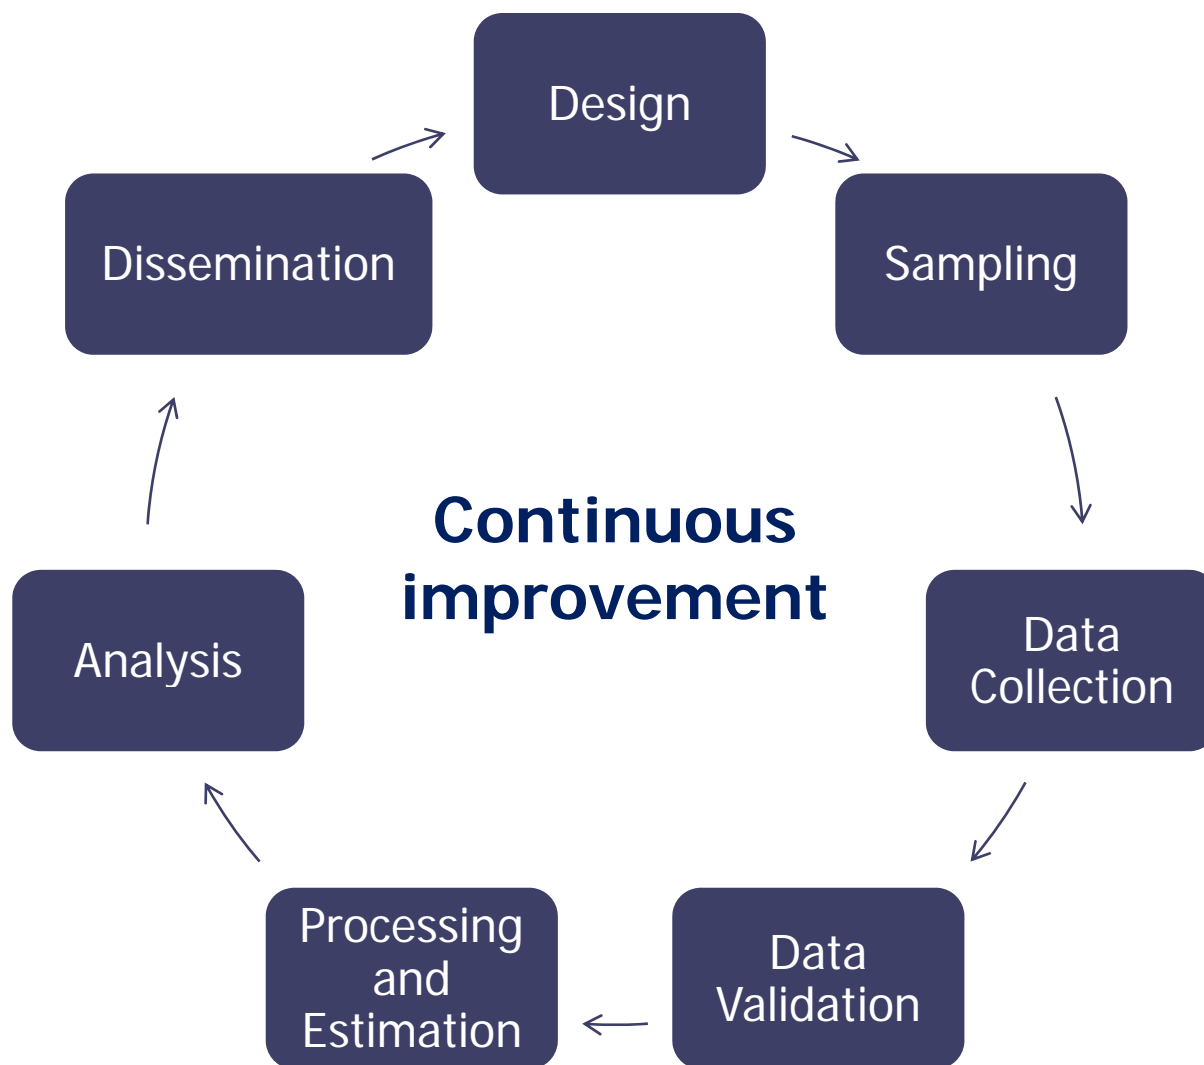 Design
Sampling
Data
Collection
Data
Validation
Processing
and
Estimation
Analysis
Dissemination
Continuous
improvement